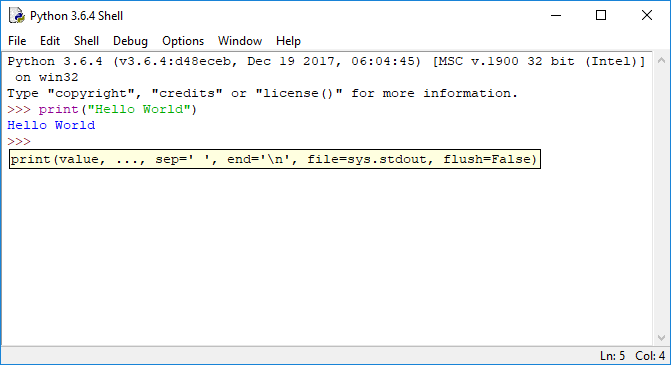 Python 3.6.4 Shell
File Edit Shell Debug Options Window Help
Python 3.6.4 (v3.6.4:d48eceb, Dec 19 2017, 06:04:45) [MSC v.1900 32 bit (Intel)]
 on win32
Type "copyright", "credits" or "license()" for more information.
>>> print("Hello World")
Hello World
>>>
print(value, ..., sep=' ', end='\n', file=sys.stdout, flush=False)
Ln: 5 Col: 4